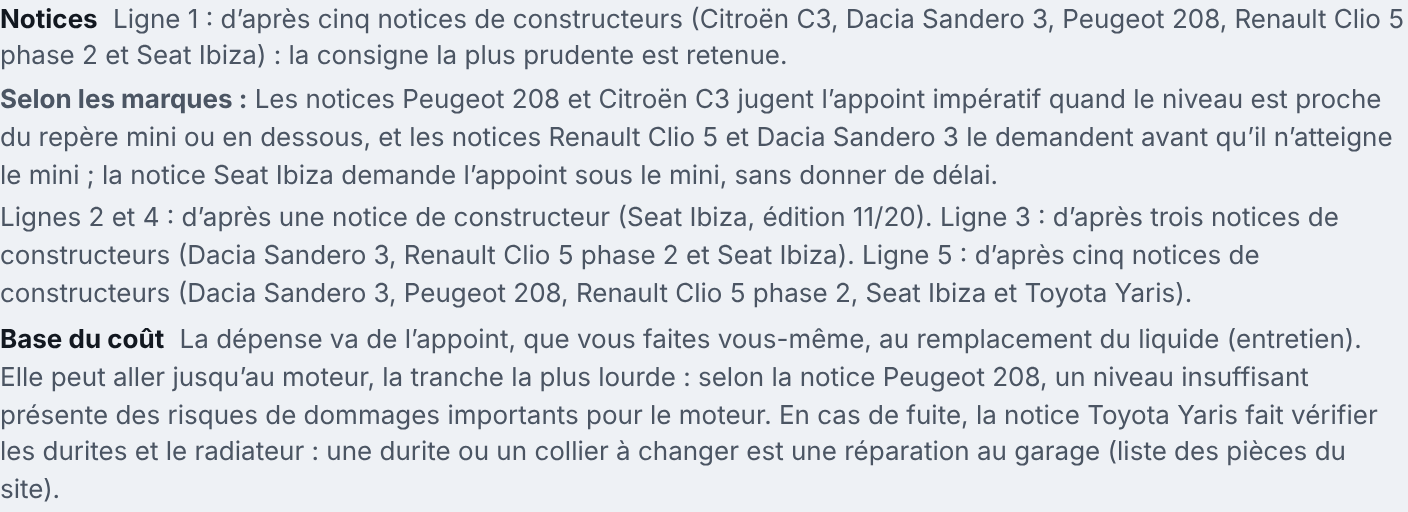 Notices Ligne 1 : d’après cinq notices de constructeurs (Citroën C3, Dacia Sandero 3, Peugeot 208, Renault Clio 5
phase 2 et Seat Ibiza) : la consigne la plus prudente est retenue.
Selon les marques : Les notices Peugeot 208 et Citroën C3 jugent l’appoint impératif quand le niveau est proche
du repère mini ou en dessous, et les notices Renault Clio 5 et Dacia Sandero 3 le demandent avant qu’il n’atteigne
le mini ; la notice Seat Ibiza demande l’appoint sous le mini, sans donner de délai.
Lignes 2 et 4 : d’après une notice de constructeur (Seat Ibiza, édition 11/20). Ligne 3 : d’après trois notices de
constructeurs (Dacia Sandero 3, Renault Clio 5 phase 2 et Seat Ibiza). Ligne 5 : d’après cinq notices de
constructeurs (Dacia Sandero 3, Peugeot 208, Renault Clio 5 phase 2, Seat Ibiza et Toyota Yaris).
Base du coût La dépense va de l’appoint, que vous faites vous-même, au remplacement du liquide (entretien).
Elle peut aller jusqu’au moteur, la tranche la plus lourde : selon la notice Peugeot 208, un niveau insuffisant
présente des risques de dommages importants pour le moteur. En cas de fuite, la notice Toyota Yaris fait vérifier
les durites et le radiateur : une durite ou un collier à changer est une réparation au garage (liste des pièces du
site).